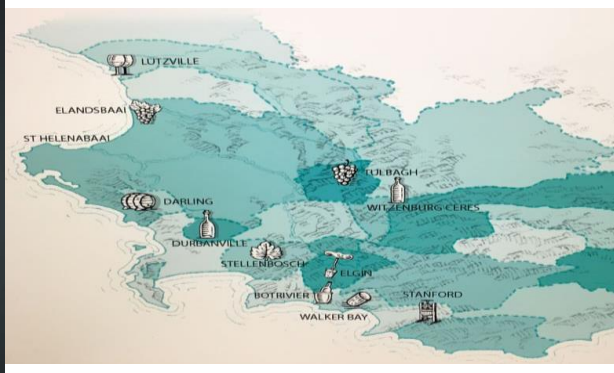 LUTZVILLE
ELANDSBAAI
ST HELENABAAI
TULBAGH
DARLING
WITZENBURG-CERES
DURBANVILLE
STELLENBOSCH
ELGIN
BOTRIVIER
STANFORD
WALKER BAY